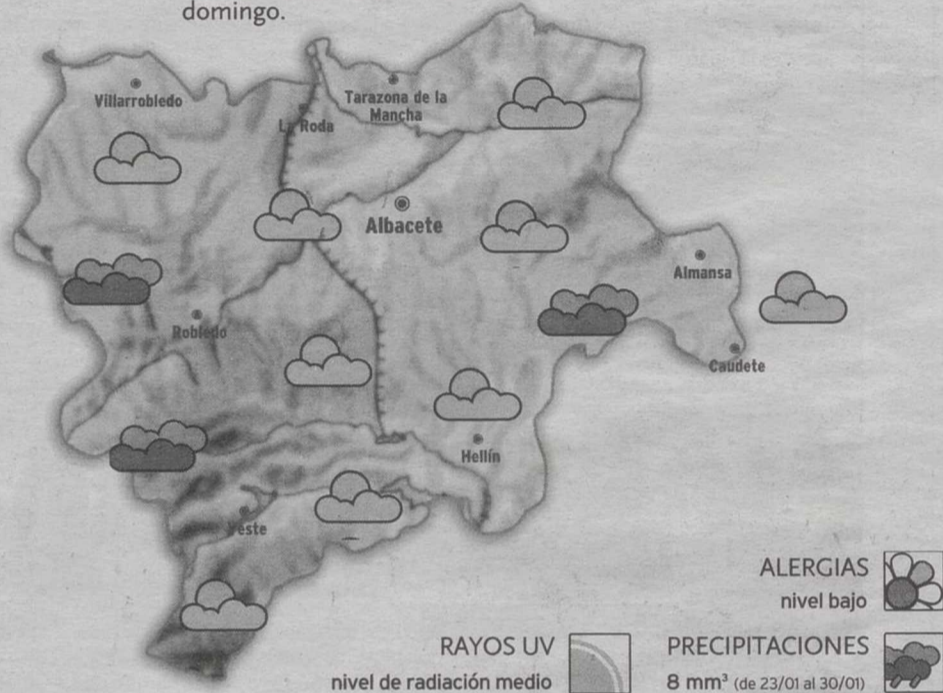 domingo.
Villarrobledo
Tarazona de la
Mancha
La Roda
Albacete
Almansa
Robledo
Caudete
Hellín
Yeste
ALERGIAS
nivel bajo
RAYOS UV
nivel de radiación medio
PRECIPITACIONES
8 mm³ (de 23/01 al 30/01)